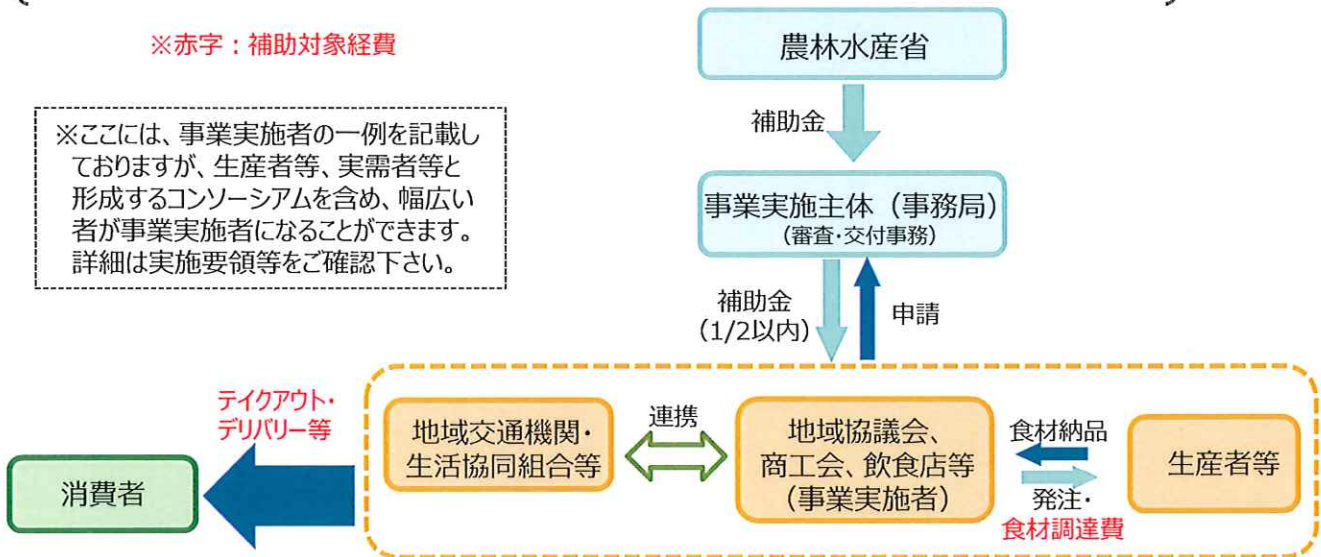 ※赤字：補助対象経費
農林水産省
補助金
※ここには、事業実施者の一例を記載し
ておりますが、生産者等、実需者等と
形成するコンソーシアムを含め、幅広い
者が事業実施者になることができます。
詳細は実施要領等をご確認下さい。
事業実施主体（事務局）
（審査・交付事務）
補助金
（1/2以内）
申請
テイクアウト・
デリバリー等
消費者
地域交通機関・
生活協同組合等
連携
地域協議会、
商工会、飲食店等
（事業実施者）
食材納品
発注・
食材調達費
生産者等